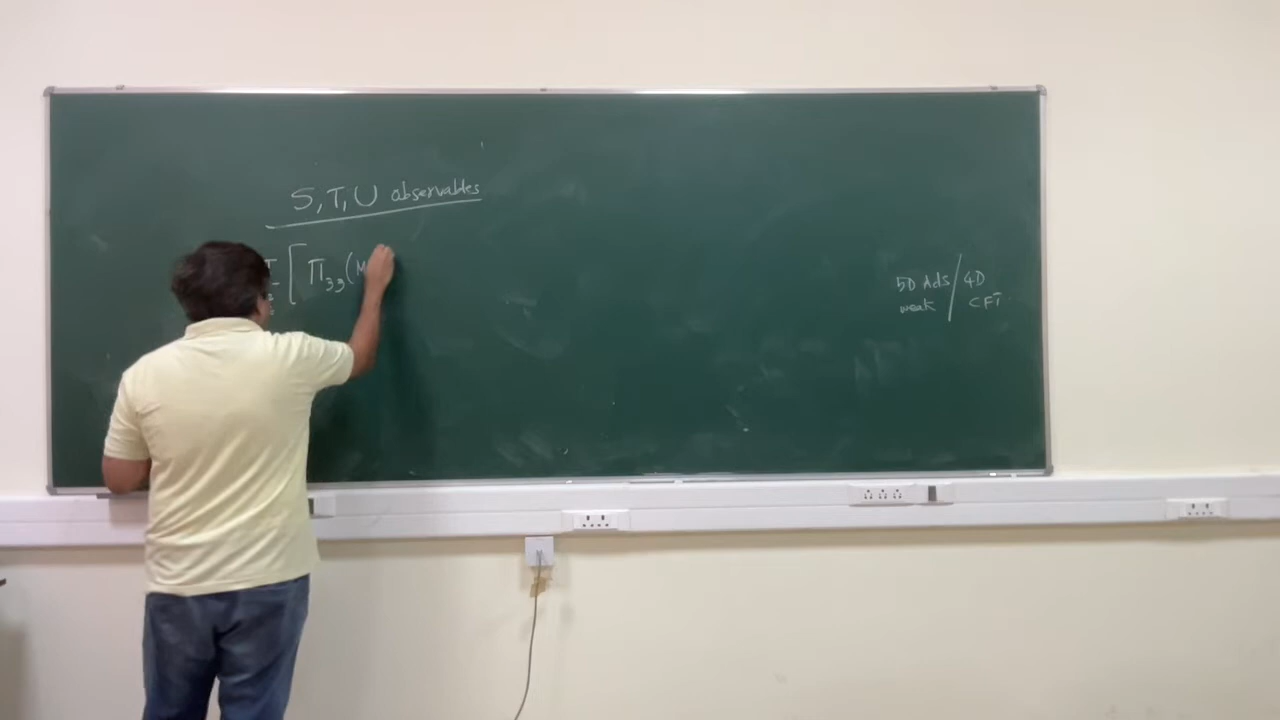 S, T, U observables
[ Π₃₃(M
5D AdS / 4D
weak / CFT